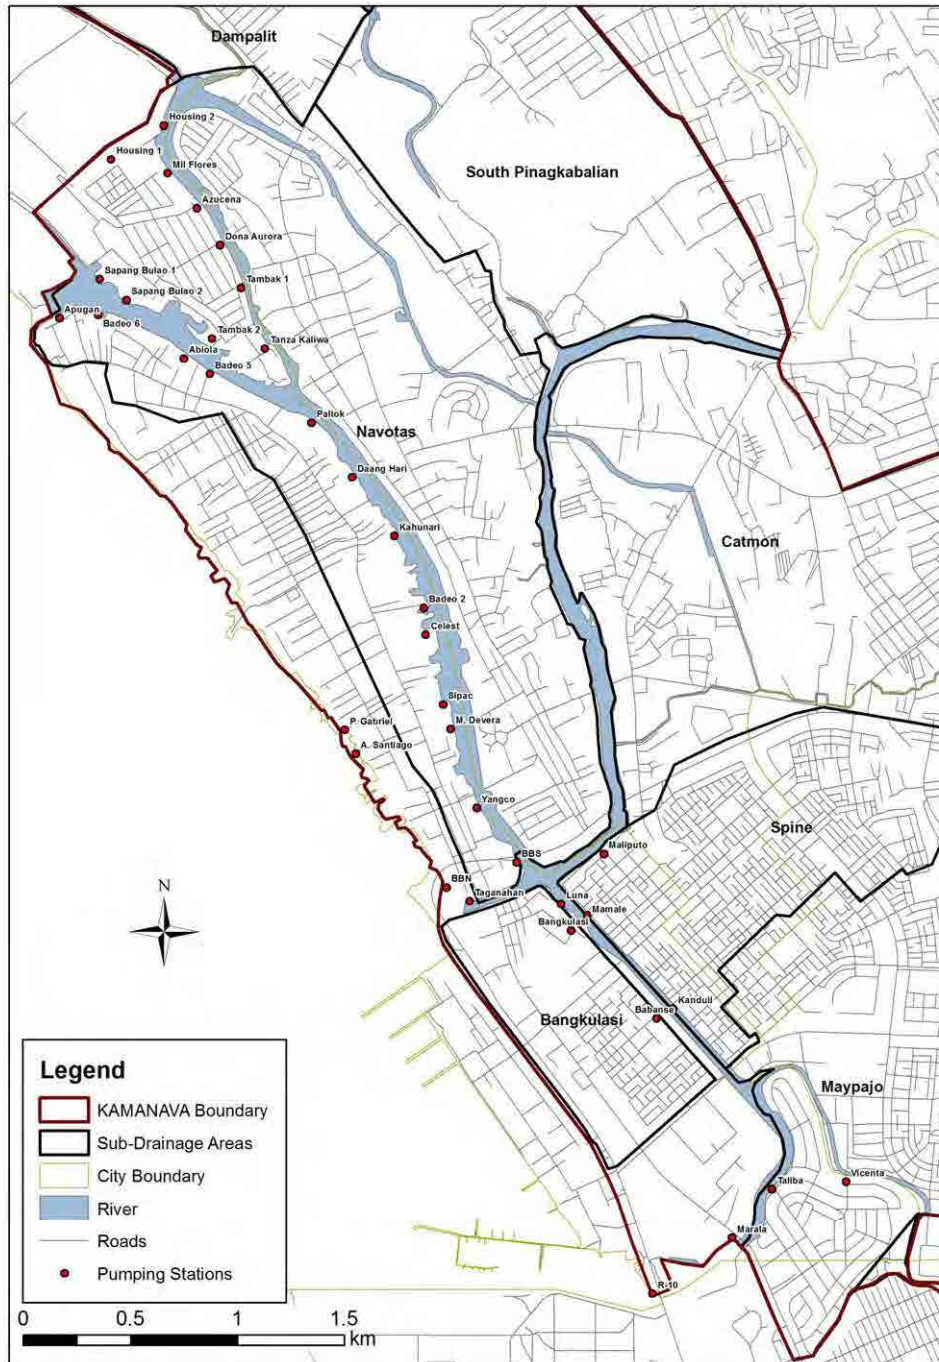 Dampalit
Housing 2
Housing 1
Mil Flores
South Pinagkabalian
Azucena
Dona Aurora
Sapang Bulao 1
Tambak 1
Sapang Bulao 2
Apugan
Badeo 6
Tambak 2
Tanza Kaliwa
Abiola
Badeo 5
Paltok
Navotas
Daang Hari
Kahunari
Catmon
Badeo 2
Celest
Sipac
P. Gabriel
M. Devera
A. Santiago
Yangco
Spine
Maliputo
BBS
BBN
Taganahan
Luna
Mamale
Bangkulasi
N
Kanduli
Babanse
Bangkulasi
Maypajo
Vicenta
Taliba
Marala
R-10
Legend
KAMANAVA Boundary
Sub-Drainage Areas
City Boundary
River
Roads
Pumping Stations
0 0.5 1 1.5
km